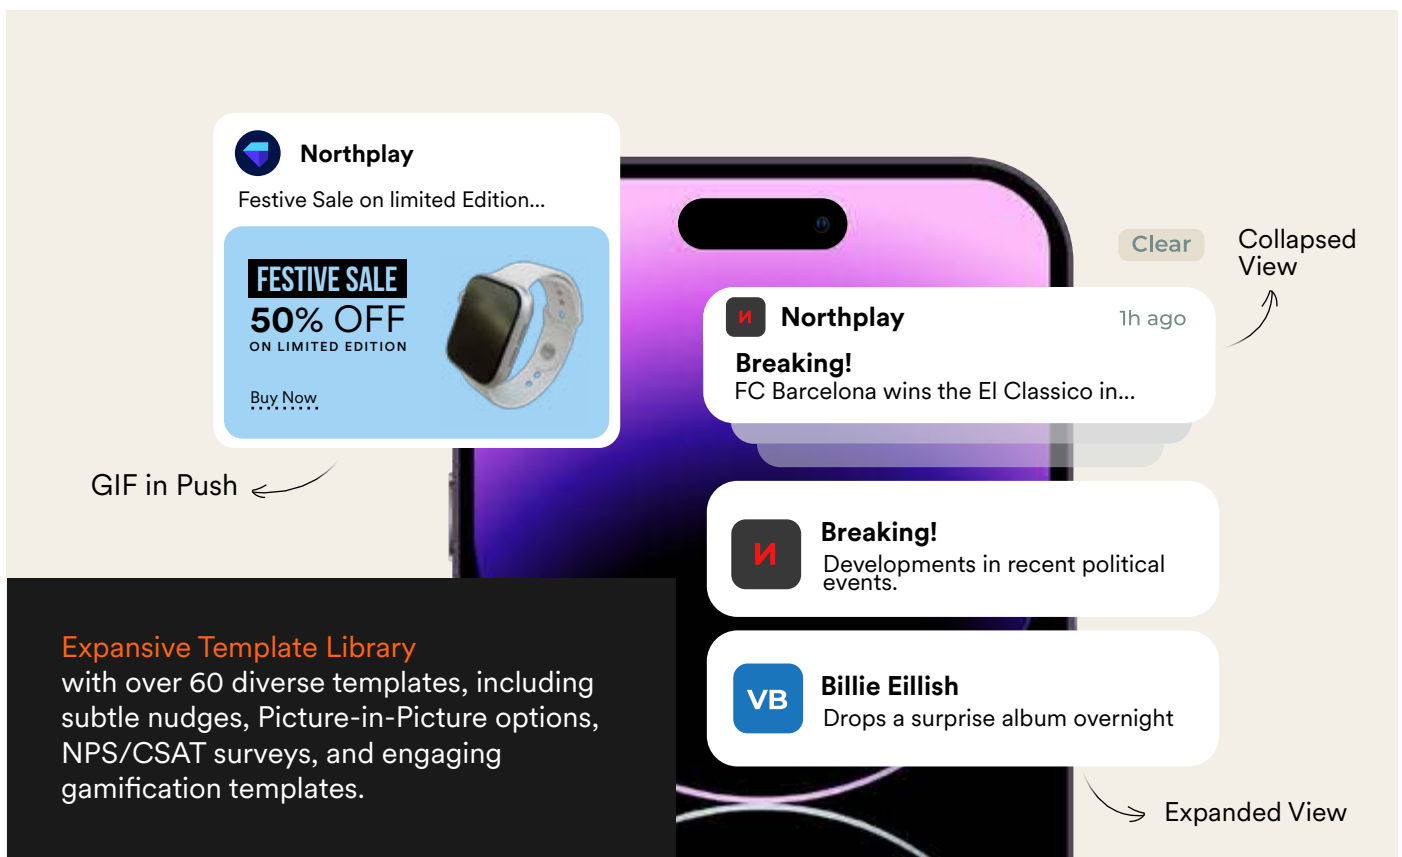 Northplay
Festive Sale on limited Edition...
FESTIVE SALE
50% OFF
ON LIMITED EDITION
Buy Now
GIF in Push
Clear
Collapsed
View
Northplay
1h ago
Breaking!
FC Barcelona wins the El Classico in...
Breaking!
Developments in recent political
events.
VB
Billie Eillish
Drops a surprise album overnight
Expanded View
Expansive Template Library
with over 60 diverse templates, including
subtle nudges, Picture-in-Picture options,
NPS/CSAT surveys, and engaging
gamification templates.